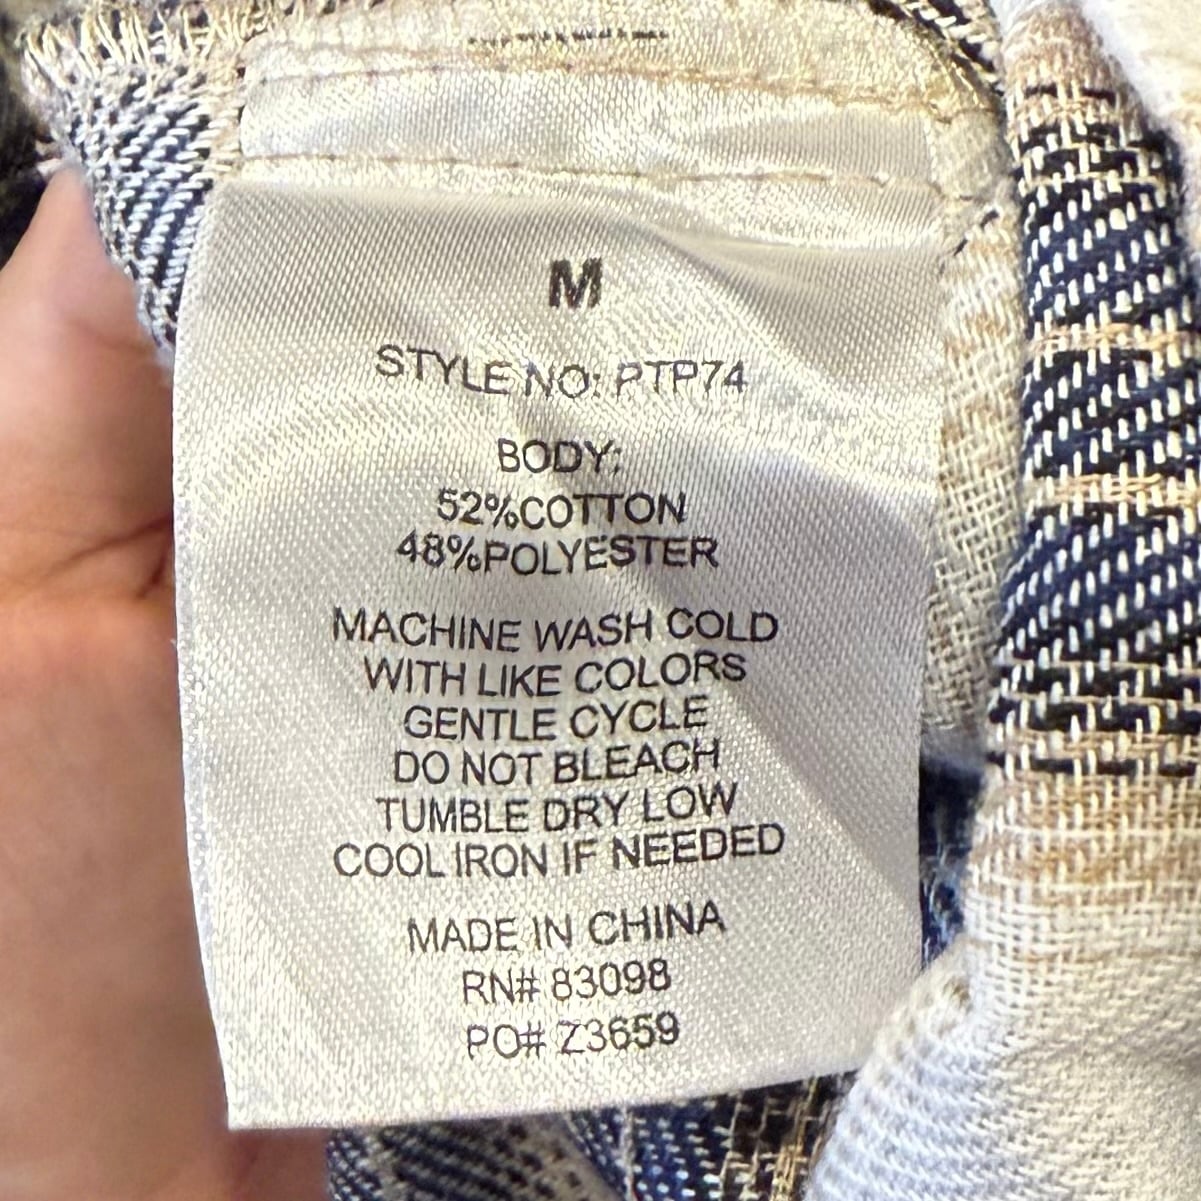 M
STYLE NO: PTP74
BODY:
52%COTTON
48%POLYESTER
MACHINE WASH COLD
WITH LIKE COLORS
GENTLE CYCLE
DO NOT BLEACH
TUMBLE DRY LOW
COOL IRON IF NEEDED
MADE IN CHINA
RN# 83098
PO# Z3659